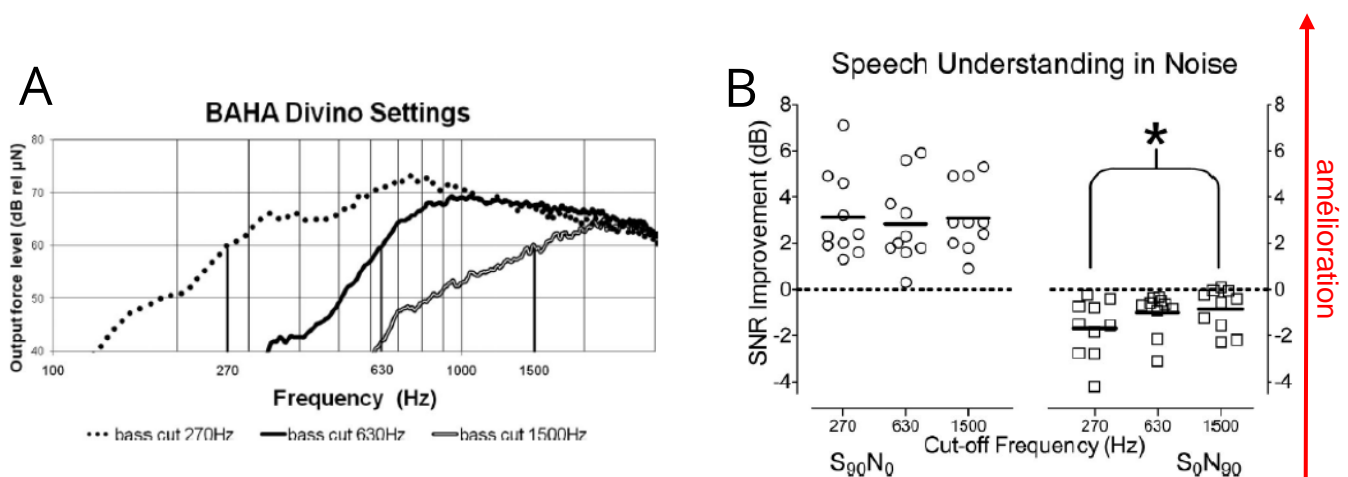 A
BAHA Divino Settings
Output force level (dB rel µN)
80
70
60
50
40
100
270
630
1000
1500
Frequency (Hz)
bass cut 270Hz
bass cut 630Hz
bass cut 1500Hz
B
Speech Understanding in Noise
SNR Improvement (dB)
8
6
4
2
0
-2
-4
*
8
6
4
2
0
-2
-4
270
630
1500
270
630
1500
Cut-off Frequency (Hz)
S90N0
S0N90
amélioration